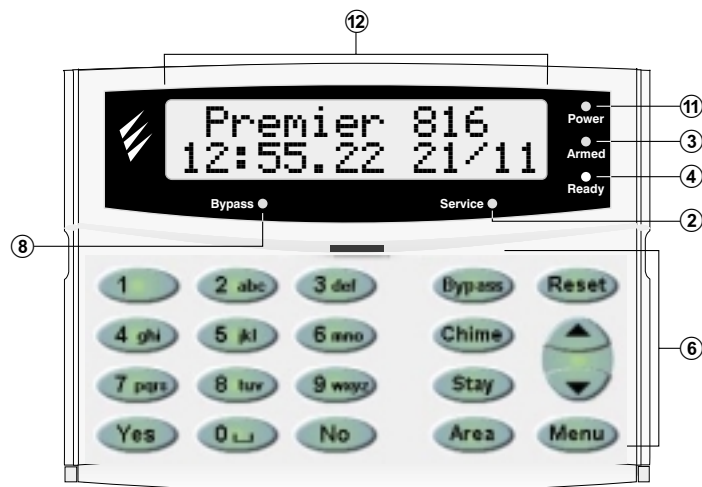 12
Premier 816
12:55.22 21/11
11
Power
3
Armed
4
Ready
Bypass
Service
8
2
1
2 abc
3 def
Bypass
Reset
4 ghi
5 jkl
6 mno
Chime
6
7 pqrs
8 tuv
9 wxyz
Stay
Yes
0
No
Area
Menu